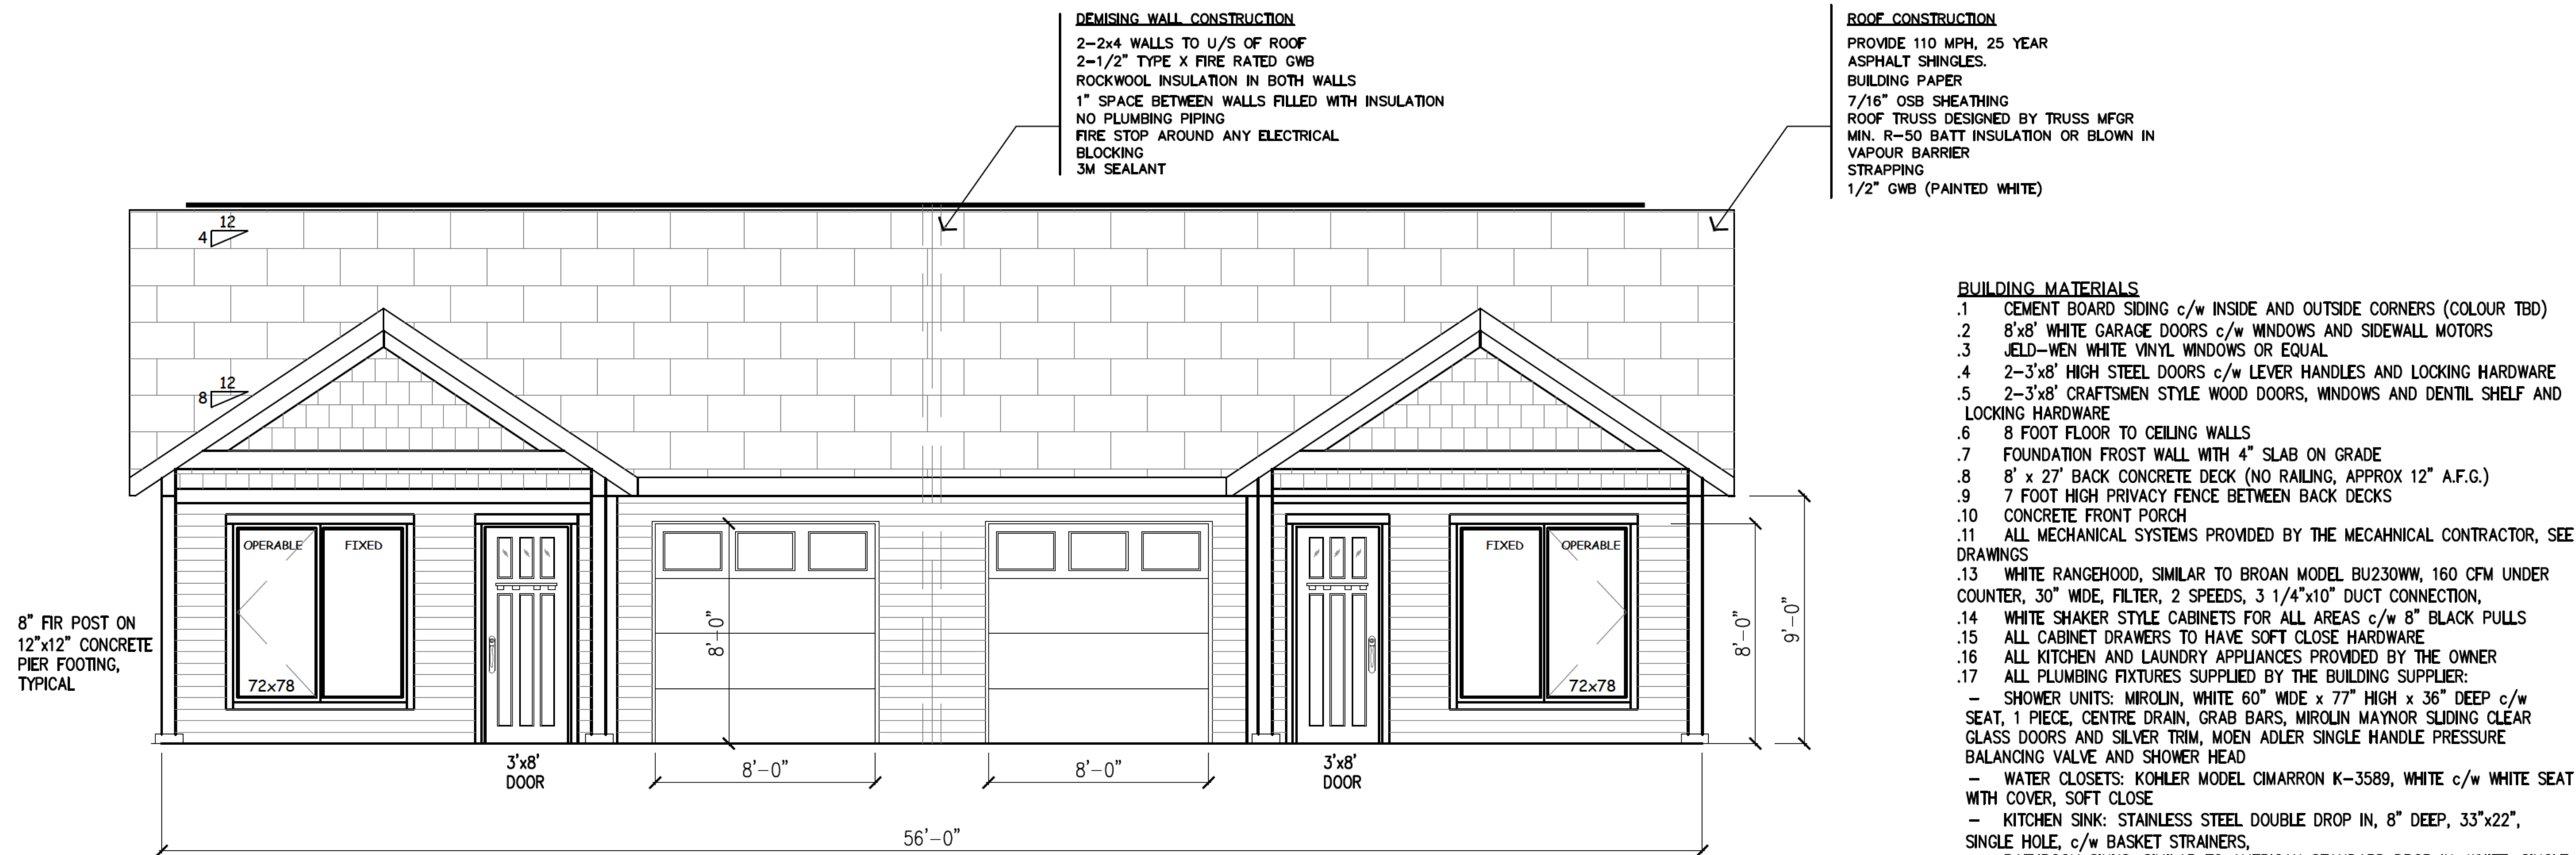 DEMISING WALL CONSTRUCTION
2-2x4 WALLS TO U/S OF ROOF
2-1/2" TYPE X FIRE RATED GWB
ROCKWOOL INSULATION IN BOTH WALLS
1" SPACE BETWEEN WALLS FILLED WITH INSULATION
NO PLUMBING PIPING
FIRE STOP AROUND ANY ELECTRICAL
BLOCKING
3M SEALANT
ROOF CONSTRUCTION
PROVIDE 110 MPH, 25 YEAR
ASPHALT SHINGLES.
BUILDING PAPER
7/16" OSB SHEATHING
ROOF TRUSS DESIGNED BY TRUSS MFGR
MIN. R-50 BATT INSULATION OR BLOWN IN
VAPOUR BARRIER
STRAPPING
1/2" GWB (PAINTED WHITE)
12
4
12
8
OPERABLE
FIXED
72x78
FIXED
OPERABLE
72x78
8" FIR POST ON
12"x12" CONCRETE
PIER FOOTING,
TYPICAL
8'-0"
8'-0"
9'-0"
3'x8'
DOOR
8'-0"
8'-0"
3'x8'
DOOR
56'-0"
BUILDING MATERIALS
.1 CEMENT BOARD SIDING c/w INSIDE AND OUTSIDE CORNERS (COLOUR TBD)
.2 8'x8' WHITE GARAGE DOORS c/w WINDOWS AND SIDEWALL MOTORS
.3 JELD-WEN WHITE VINYL WINDOWS OR EQUAL
.4 2-3'x8' HIGH STEEL DOORS c/w LEVER HANDLES AND LOCKING HARDWARE
.5 2-3'x8' CRAFTSMEN STYLE WOOD DOORS, WINDOWS AND DENTIL SHELF AND
LOCKING HARDWARE
.6 8 FOOT FLOOR TO CEILING WALLS
.7 FOUNDATION FROST WALL WITH 4" SLAB ON GRADE
.8 8' x 27' BACK CONCRETE DECK (NO RAILING, APPROX 12" A.F.G.)
.9 7 FOOT HIGH PRIVACY FENCE BETWEEN BACK DECKS
.10 CONCRETE FRONT PORCH
.11 ALL MECHANICAL SYSTEMS PROVIDED BY THE MECAHNICAL CONTRACTOR, SEE
DRAWINGS
.13 WHITE RANGEHOOD, SIMILAR TO BROAN MODEL BU230WW, 160 CFM UNDER
COUNTER, 30" WIDE, FILTER, 2 SPEEDS, 3 1/4"x10" DUCT CONNECTION,
.14 WHITE SHAKER STYLE CABINETS FOR ALL AREAS c/w 8" BLACK PULLS
.15 ALL CABINET DRAWERS TO HAVE SOFT CLOSE HARDWARE
.16 ALL KITCHEN AND LAUNDRY APPLIANCES PROVIDED BY THE OWNER
.17 ALL PLUMBING FIXTURES SUPPLIED BY THE BUILDING SUPPLIER:
- SHOWER UNITS: MIROLIN, WHITE 60" WIDE x 77" HIGH x 36" DEEP c/w
SEAT, 1 PIECE, CENTRE DRAIN, GRAB BARS, MIROLIN MAYNOR SLIDING CLEAR
GLASS DOORS AND SILVER TRIM, MOEN ADLER SINGLE HANDLE PRESSURE
BALANCING VALVE AND SHOWER HEAD
- WATER CLOSETS: KOHLER MODEL CIMARRON K-3589, WHITE c/w WHITE SEAT
WITH COVER, SOFT CLOSE
- KITCHEN SINK: STAINLESS STEEL DOUBLE DROP IN, 8" DEEP, 33"x22",
SINGLE HOLE, c/w BASKET STRAINERS,